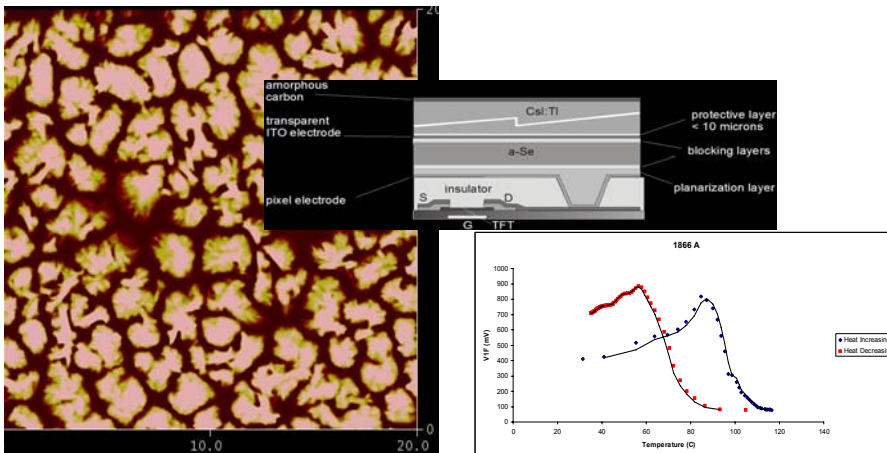 20
amorphous
carbon
transparent
ITO electrode
pixel electrode
CsI:Tl
a-Se
insulator
S
D
G
TFT
protective layer
< 10 microns
blocking layers
planarization layer
0
10.0
20.0
1866 A
V1F (mV)
1000
900
800
700
600
500
400
300
200
100
0
0
20
40
60
80
100
120
140
Temperature (C)
Heat Increasin
Heat Decreasin